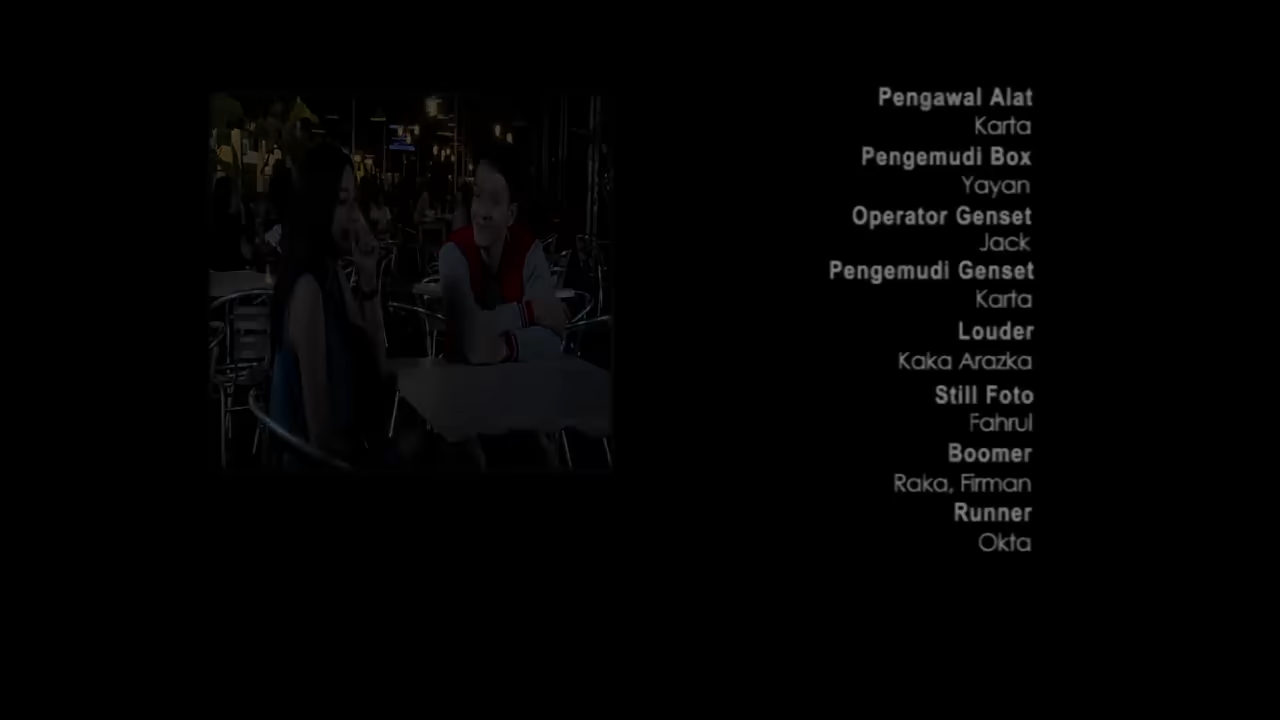 Pengawal Alat
Karta
Pengemudi Box
Yayan
Operator Genset
Jack
Pengemudi Genset
Karta
Louder
Kaka Arazka
Still Foto
Fahrul
Boomer
Raka, Firman
Runner
Okta